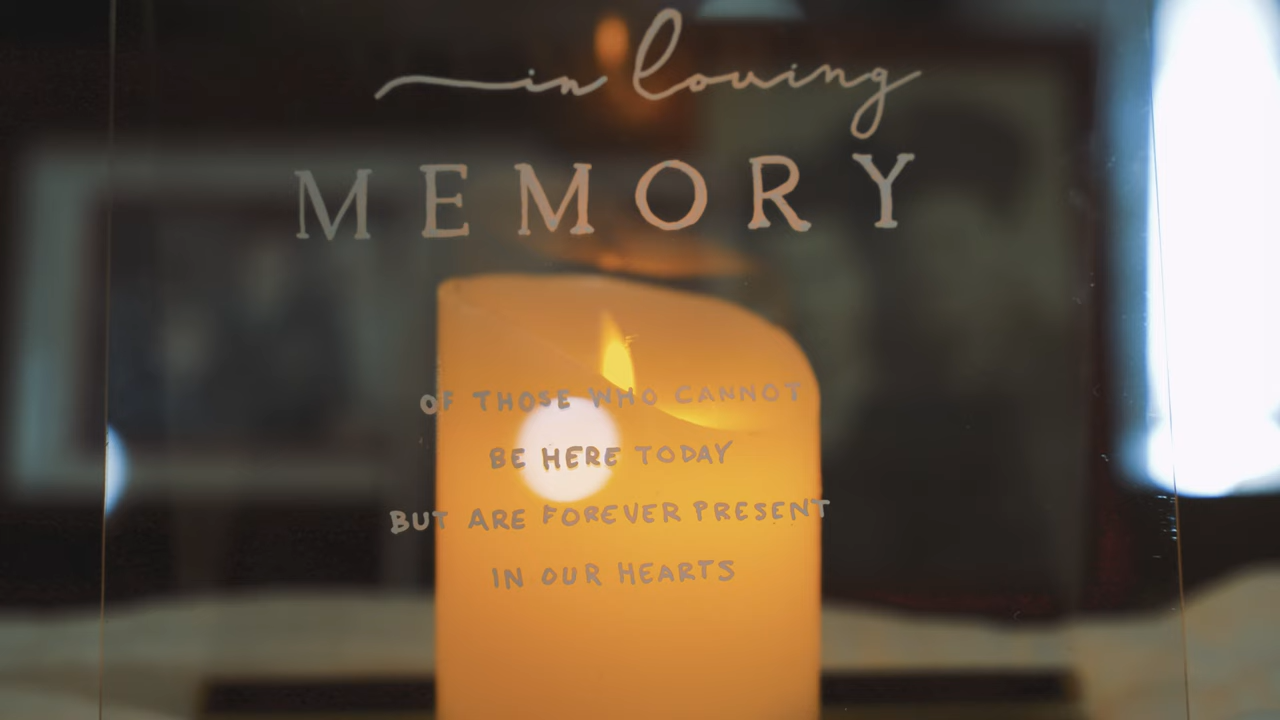 in loving
MEMORY
OF THOSE WHO CANNOT
BE HERE TODAY
BUT ARE FOREVER PRESENT
IN OUR HEARTS